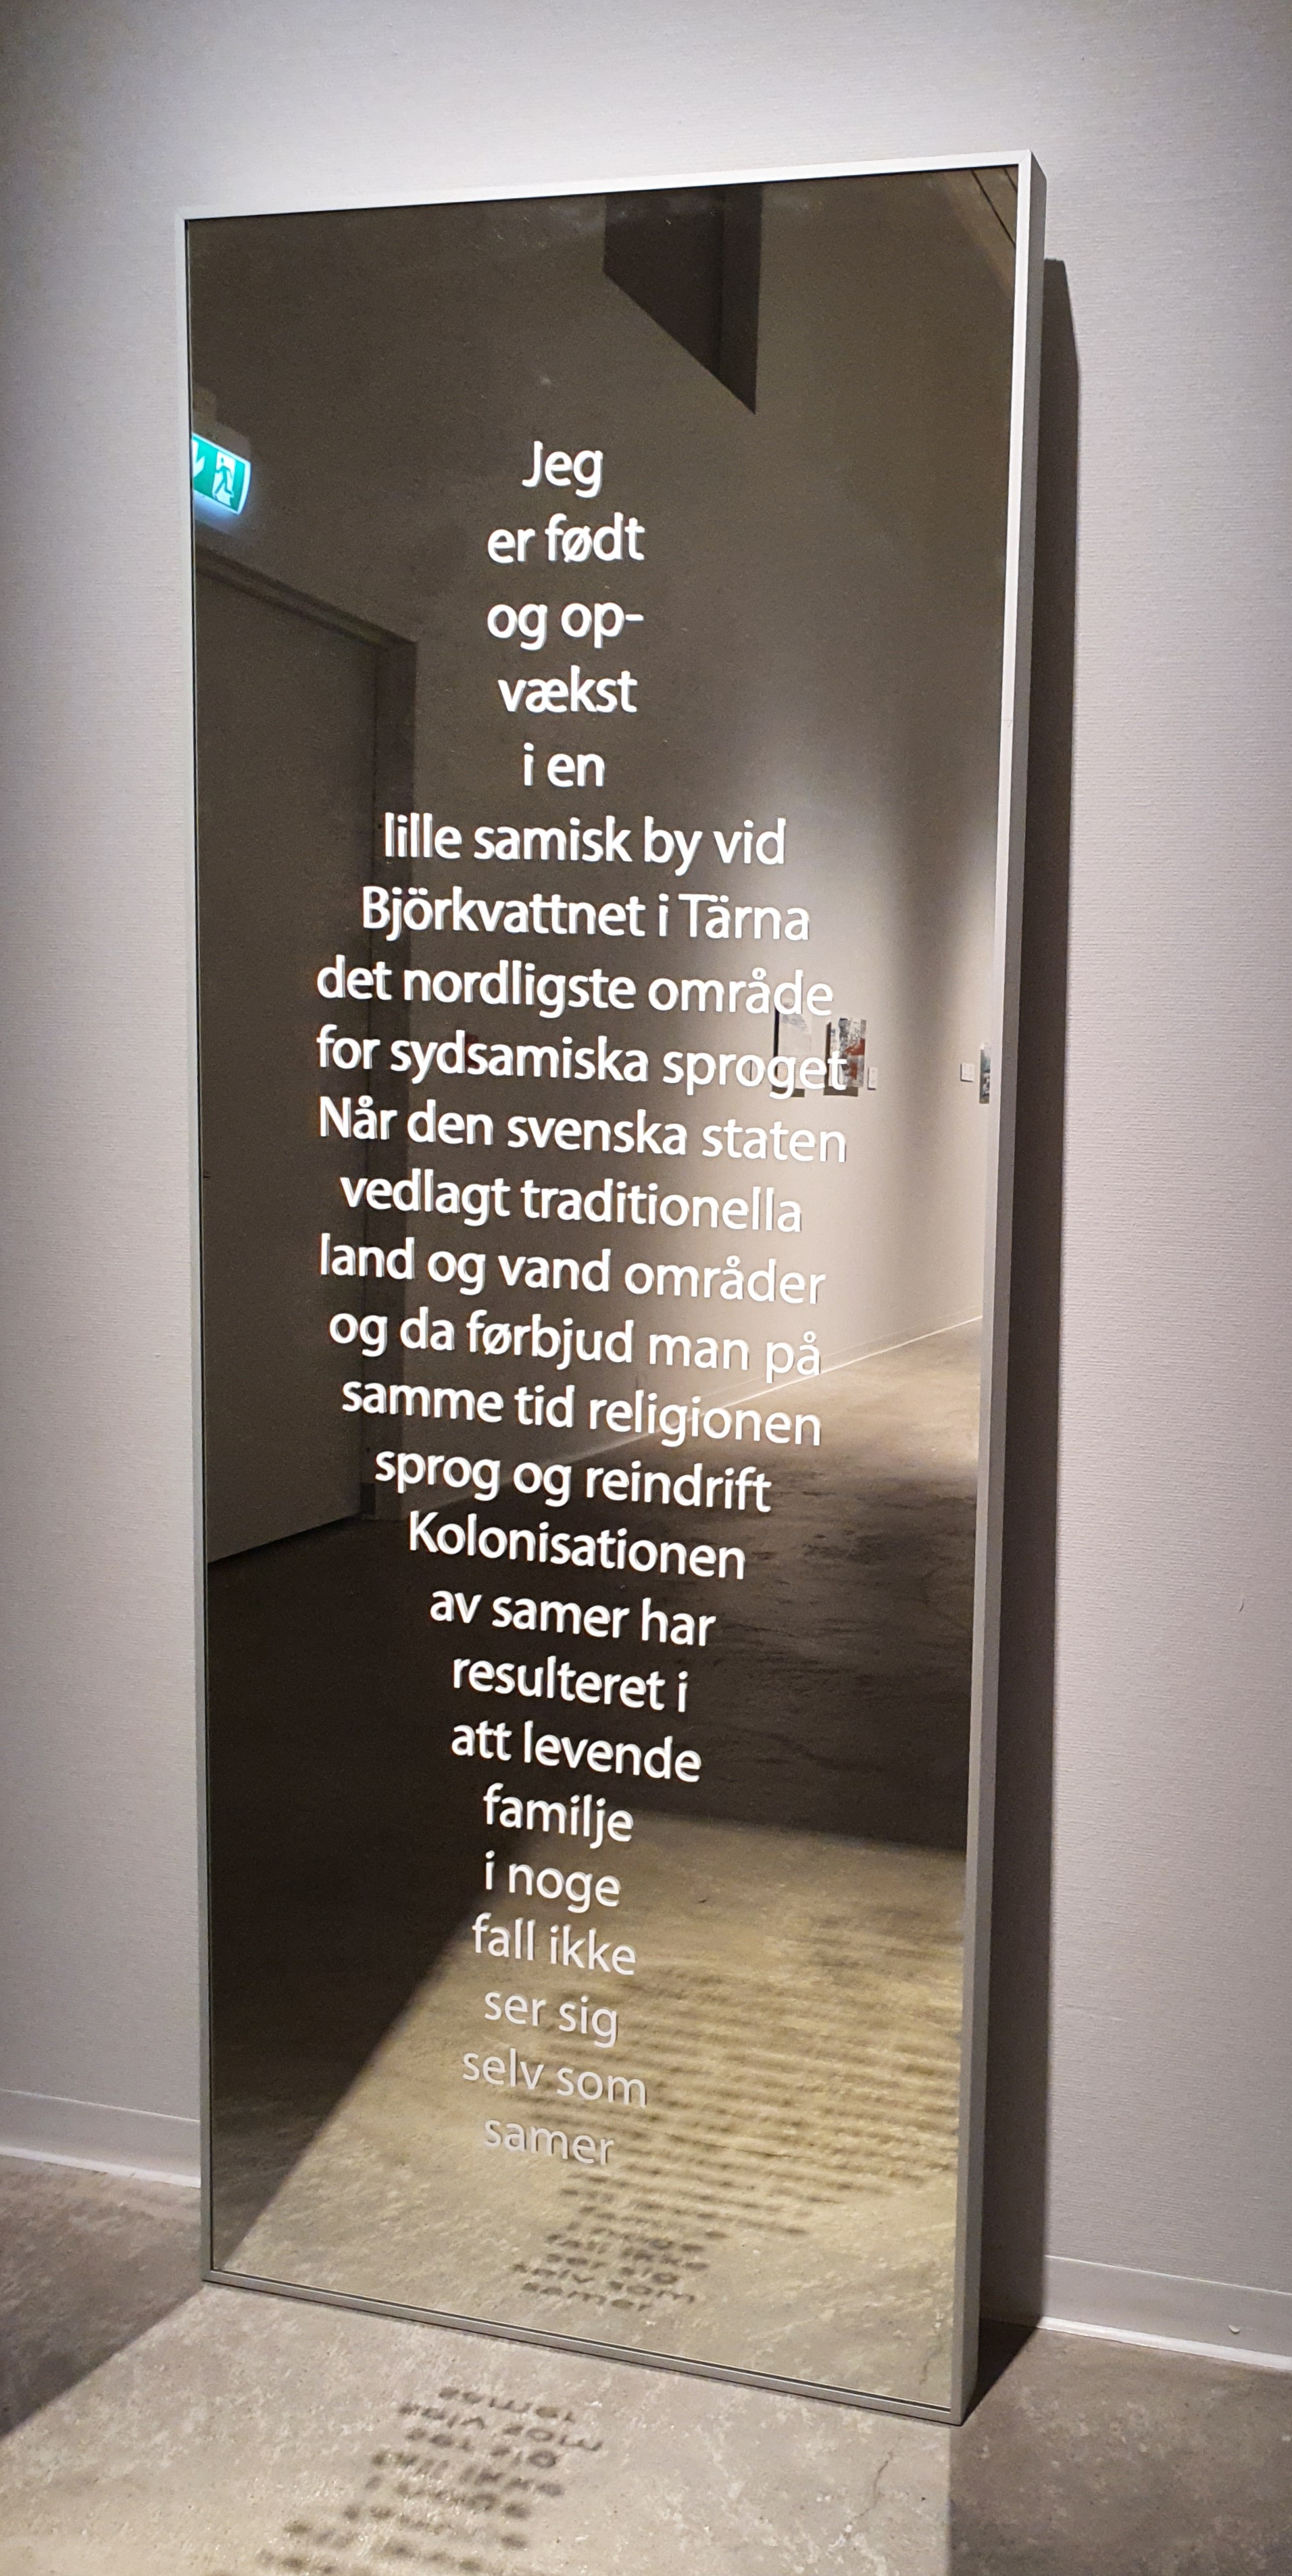 Jeg
er født
og op-
vækst
i en
lille samisk by vid
Björkvattnet i Tärna
det nordligste område
for sydsamiska sproget
Når den svenska staten
vedlagt traditionella
land og vand områder
og da førbjud man på
samme tid religionen
sprog og reindrift
Kolonisationen
av samer har
resulteret i
att levende
familje
i noge
fall ikke
ser sig
selv som
samer